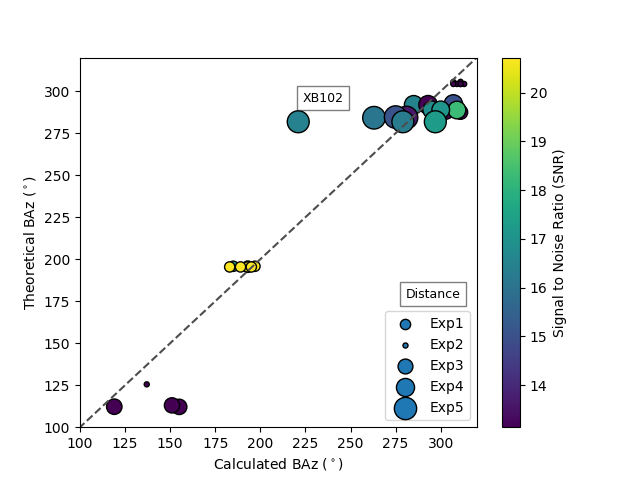 300
275
250
225
200
175
150
125
100
Theoretical BAz (°)
XB102
Distance
Exp1
Exp2
Exp3
Exp4
Exp5
100 125 150 175 200 225 250 275 300
Calculated BAz (°)
20
19
18
17
16
15
14
Signal to Noise Ratio (SNR)